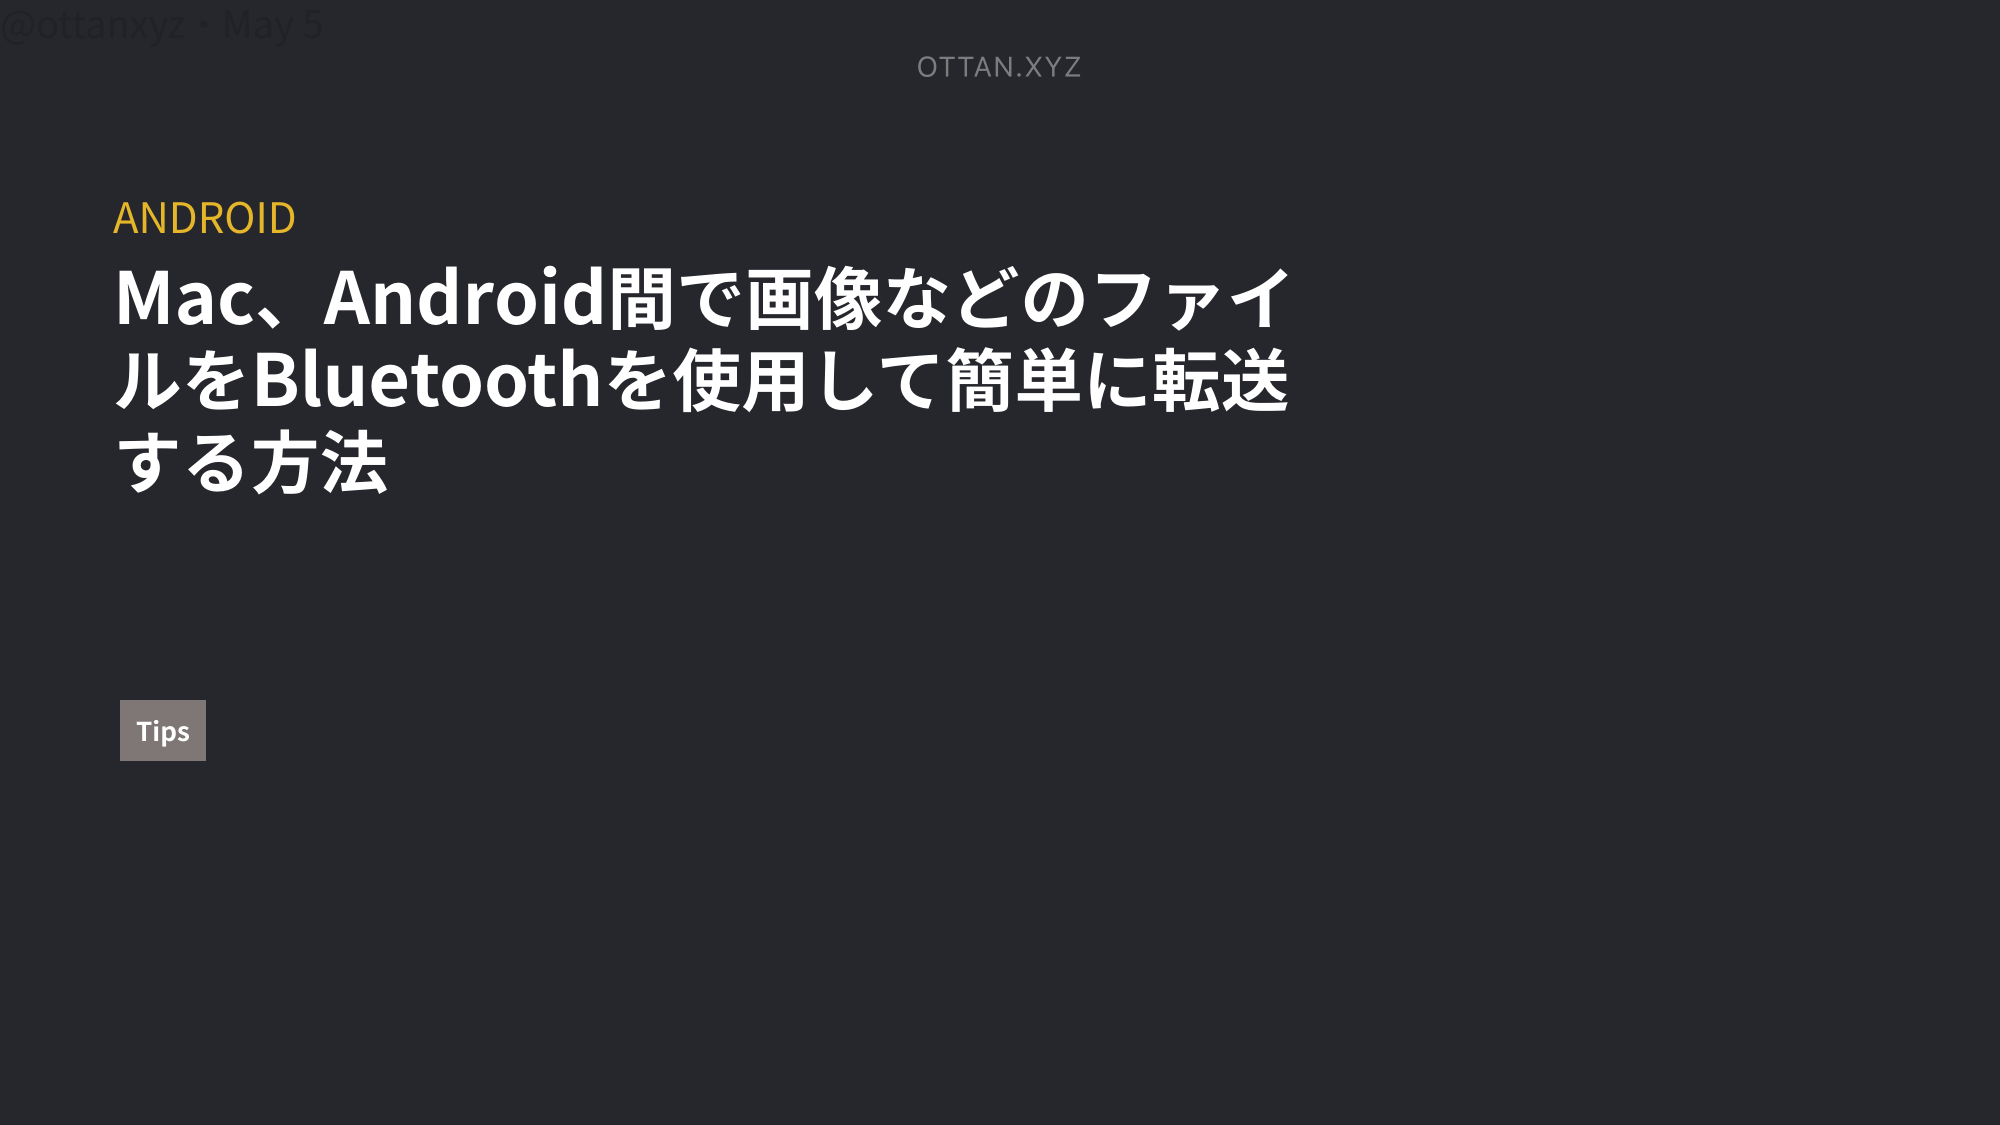 @ottanxyz・May 5
OTTAN.XYZ
ANDROID
Mac、Android間で画像などのファイ
ルをBluetoothを使用して簡単に転送
する方法
Tips